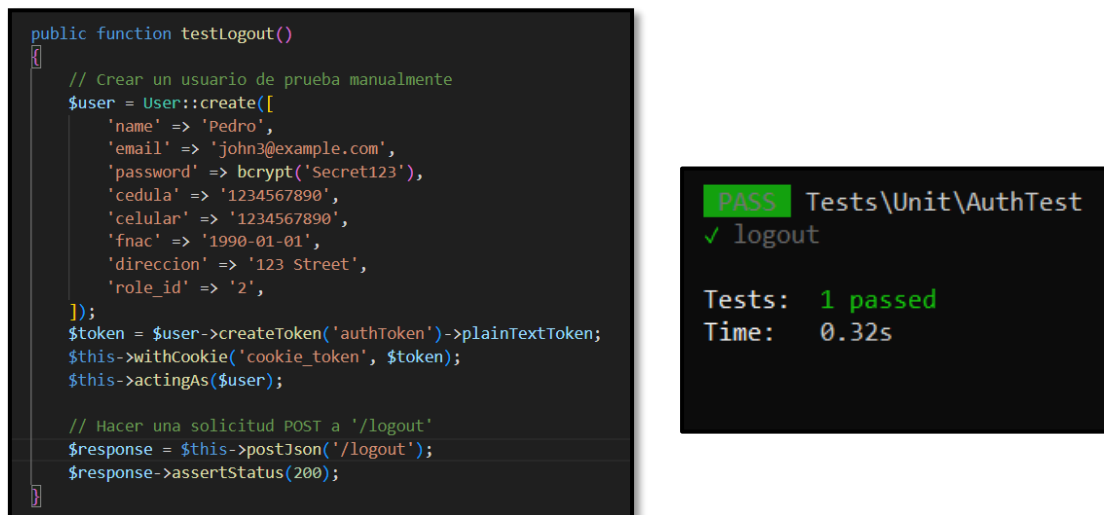 public function testLogout()
{
    // Crear un usuario de prueba manualmente
    $user = User::create([
        'name' => 'Pedro',
        'email' => 'john3@example.com',
        'password' => bcrypt('Secret123'),
        'cedula' => '1234567890',
        'celular' => '1234567890',
        'fnac' => '1990-01-01',
        'direccion' => '123 Street',
        'role_id' => '2',
    ]);
    $token = $user->createToken('authToken')->plainTextToken;
    $this->withCookie('cookie_token', $token);
    $this->actingAs($user);
    // Hacer una solicitud POST a '/logout'
    $response = $this->postJson('/logout');
    $response->assertStatus(200);
}
PASS Tests\Unit\AuthTest
✓ logout
Tests: 1 passed
Time: 0.32s